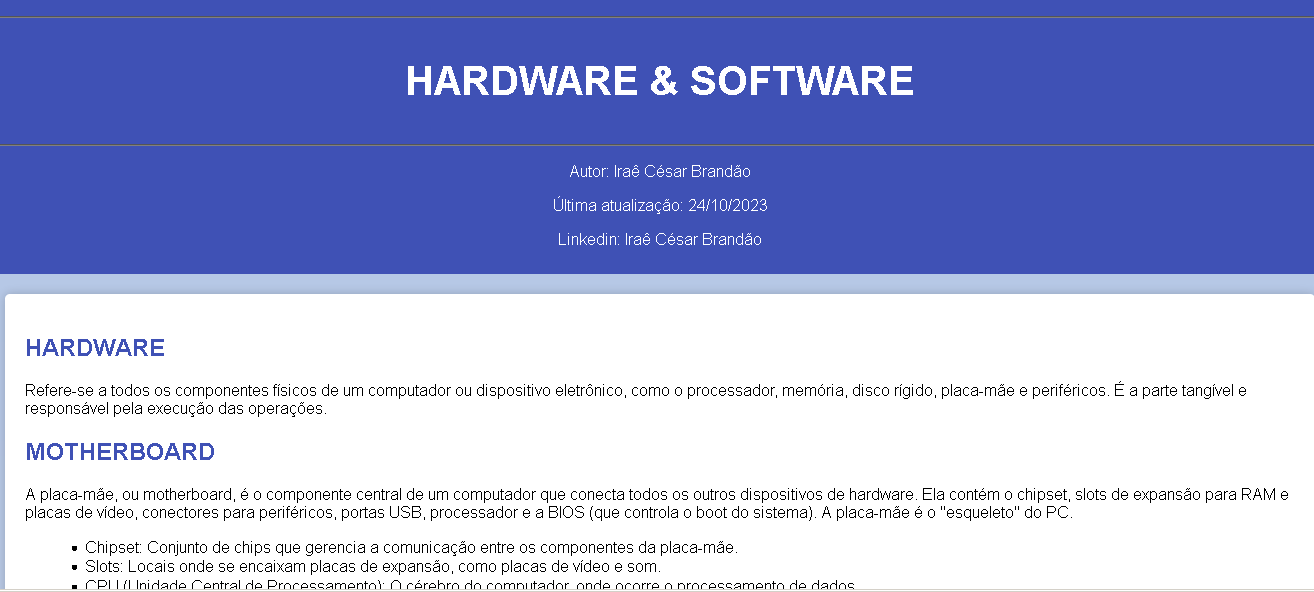 HARDWARE & SOFTWARE
Autor: Iraê César Brandão
Última atualização: 24/10/2023
Linkedin: Iraê César Brandão
HARDWARE
Refere-se a todos os componentes físicos de um computador ou dispositivo eletrônico, como o processador, memória, disco rígido, placa-mãe e periféricos. É a parte tangível e
responsável pela execução das operações.
MOTHERBOARD
A placa-mãe, ou motherboard, é o componente central de um computador que conecta todos os outros dispositivos de hardware. Ela contém o chipset, slots de expansão para RAM e
placas de vídeo, conectores para periféricos, portas USB, processador e a BIOS (que controla o boot do sistema). A placa-mãe é o "esqueleto" do PC.
Chipset: Conjunto de chips que gerencia a comunicação entre os componentes da placa-mãe.
Slots: Locais onde se encaixam placas de expansão, como placas de vídeo e som.
CPU (Unidade Central de Processamento): O cérebro do computador, onde ocorre o processamento de dados.